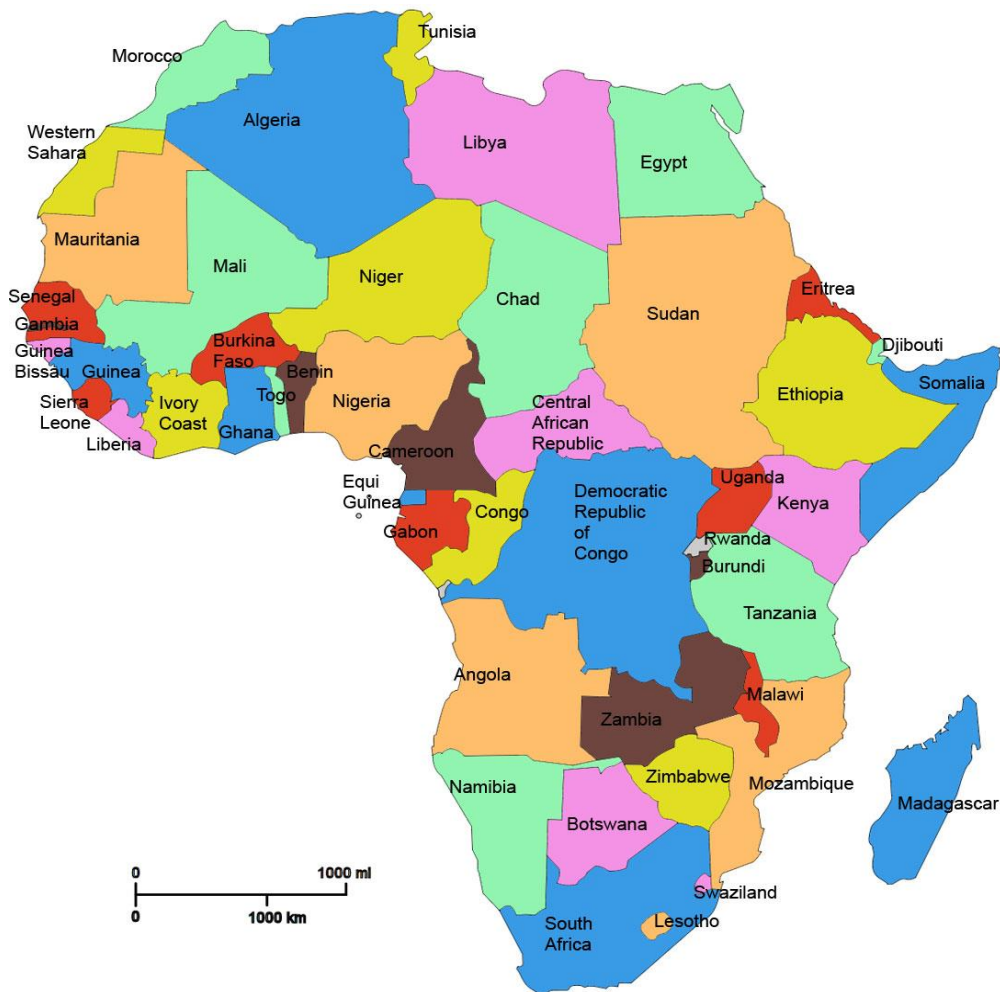 Tunisia
Morocco
Algeria
Western
Sahara
Libya
Egypt
Mauritania
Mali
Niger
Chad
Sudan
Eritrea
Senegal
Gambia
Guinea
Bissau
Guinea
Burkina
Faso
Benin
Djibouti
Somalia
Sierra
Leone
Ivory
Coast
Togo
Ghana
Nigeria
Central
African
Republic
Ethiopia
Liberia
Cameroon
Equi
Guinea
Gabon
Congo
Democratic
Republic
of
Congo
Uganda
Kenya
Rwanda
Burundi
Tanzania
Angola
Zambia
Malawi
Namibia
Zimbabwe
Mozambique
Madagascar
Botswana
Swaziland
South
Africa
Lesotho
0 1000 mi
0 1000 km